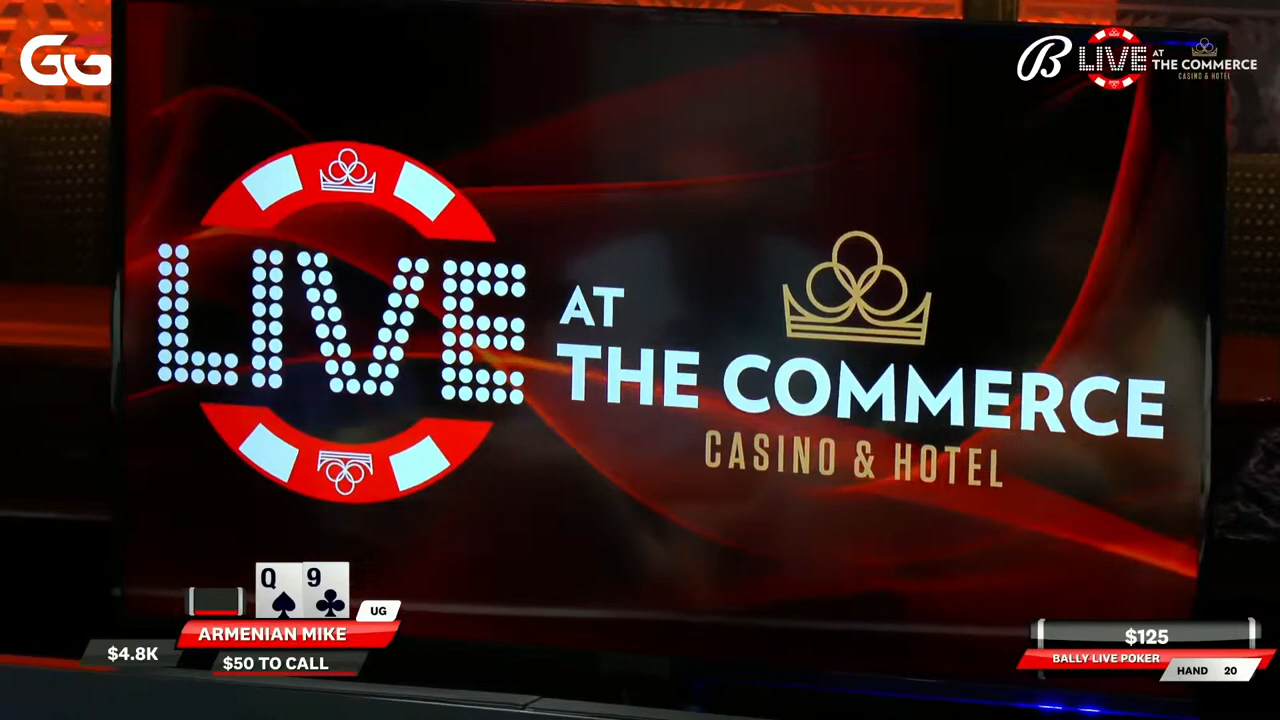 GG
B
LIVE AT THE COMMERCE
CASINO & HOTEL
LIVE
AT
THE COMMERCE
CASINO & HOTEL
Q 9
UG
ARMENIAN MIKE
$4.8K
$50 TO CALL
$125
BALLY LIVE POKER
HAND 20